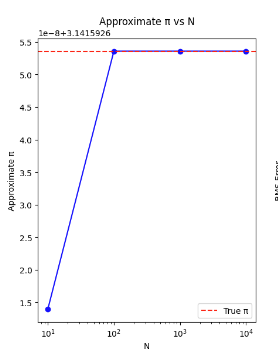 Approximate π vs N
1e−8+3.1415926
5.5
5.0
4.5
4.0
3.5
3.0
2.5
2.0
1.5
Approximate π
10¹
10²
10³
10⁴
N
True π